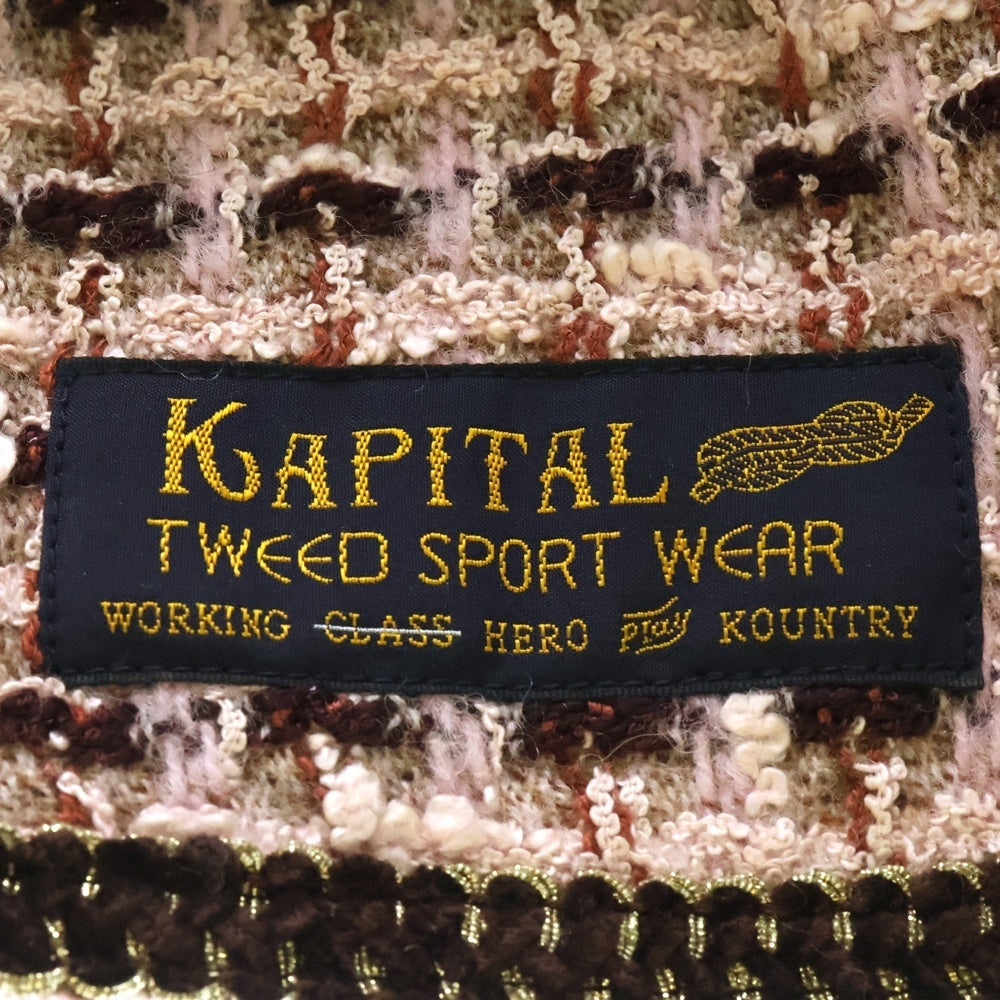 KAPITAL
TWEED SPORT WEAR
WORKING CLASS HERO Play KOUNTRY